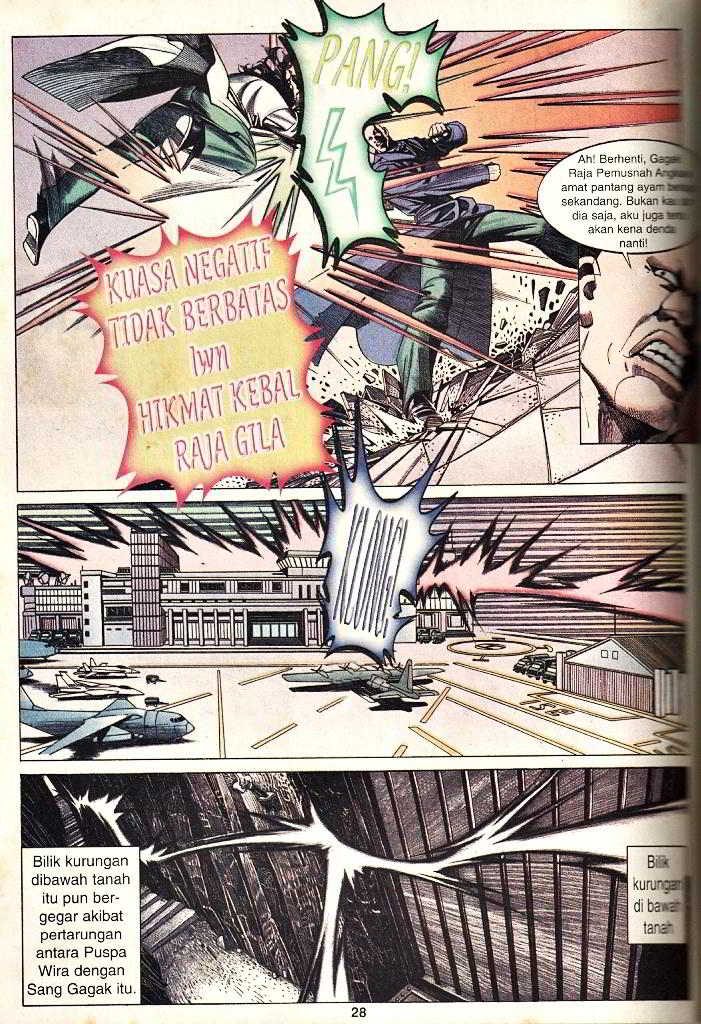 PANG!
Ah! Berhenti, Gagak
Raja Pemusnah Angkasa
amat pantang ayam
sekandang. Bukan
dia saja, aku juga
akan kena denda
nanti!
KUASA NEGATIF
TIDAK BERBATAS
lwn
HIKMAT KEBAL
RAJA GILA
Bilik kurungan
dibawah tanah
itu pun ber-
gegar akibat
pertarungan
antara Puspa
Wira dengan
Sang Gagak itu.
Bilik
kurungan
di bawah
tanah
28